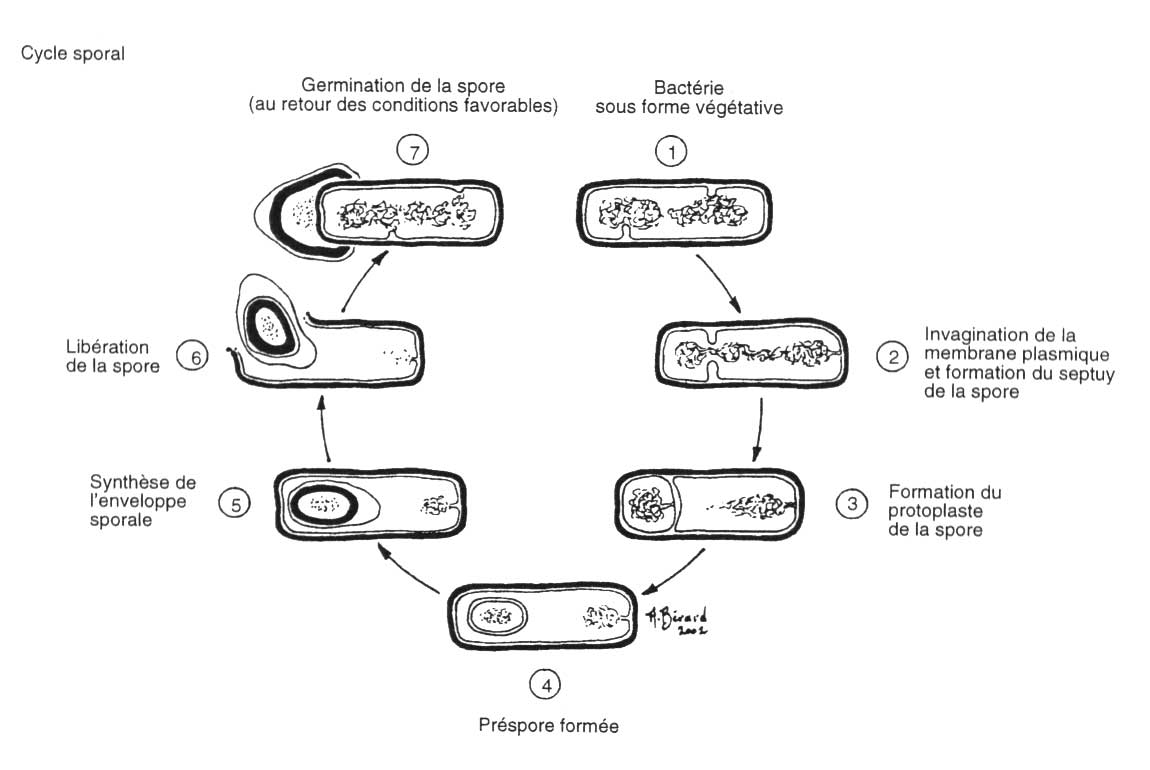 Cycle sporal
Germination de la spore
(au retour des conditions favorables)
7
Bactérie
sous forme végétative
1
Invagination de la
membrane plasmique
et formation du septuy
de la spore
2
Formation du
protoplaste
de la spore
3
A. Bérard
2002
4
Préspore formée
Synthèse de
l'enveloppe
sporale
5
Libération
de la spore
6